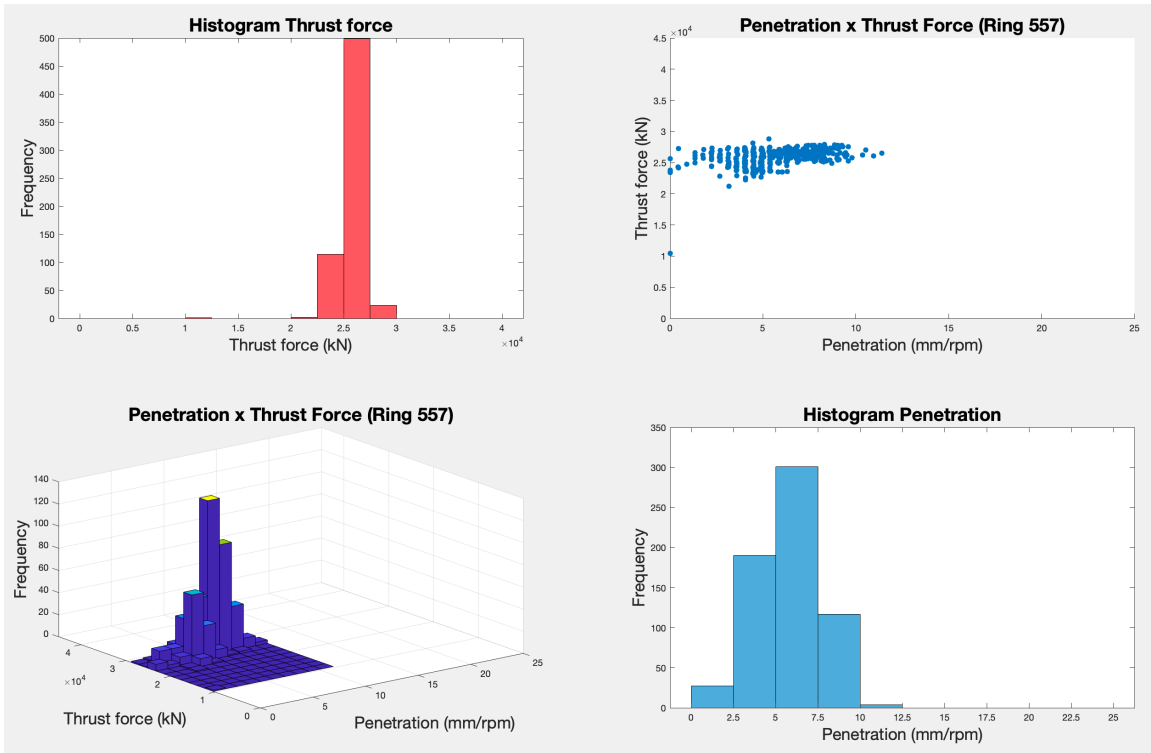 Histogram Thrust force
500
450
400
350
300
250
200
150
100
50
0
Frequency
0 0.5 1 1.5 2 2.5 3 3.5 4
×10⁴
Thrust force (kN)
Penetration x Thrust Force (Ring 557)
×10⁴
4.5
4
3.5
3
2.5
2
1.5
1
0.5
0
Thrust force (kN)
0 5 10 15 20 25
Penetration (mm/rpm)
Penetration x Thrust Force (Ring 557)
140
120
100
80
60
40
20
0
Frequency
4
3
2
1
0
×10⁴
Thrust force (kN)
0 5 10 15 20 25
Penetration (mm/rpm)
Histogram Penetration
350
300
250
200
150
100
50
0
Frequency
0 2.5 5 7.5 10 12.5 15 17.5 20 22.5 25
Penetration (mm/rpm)